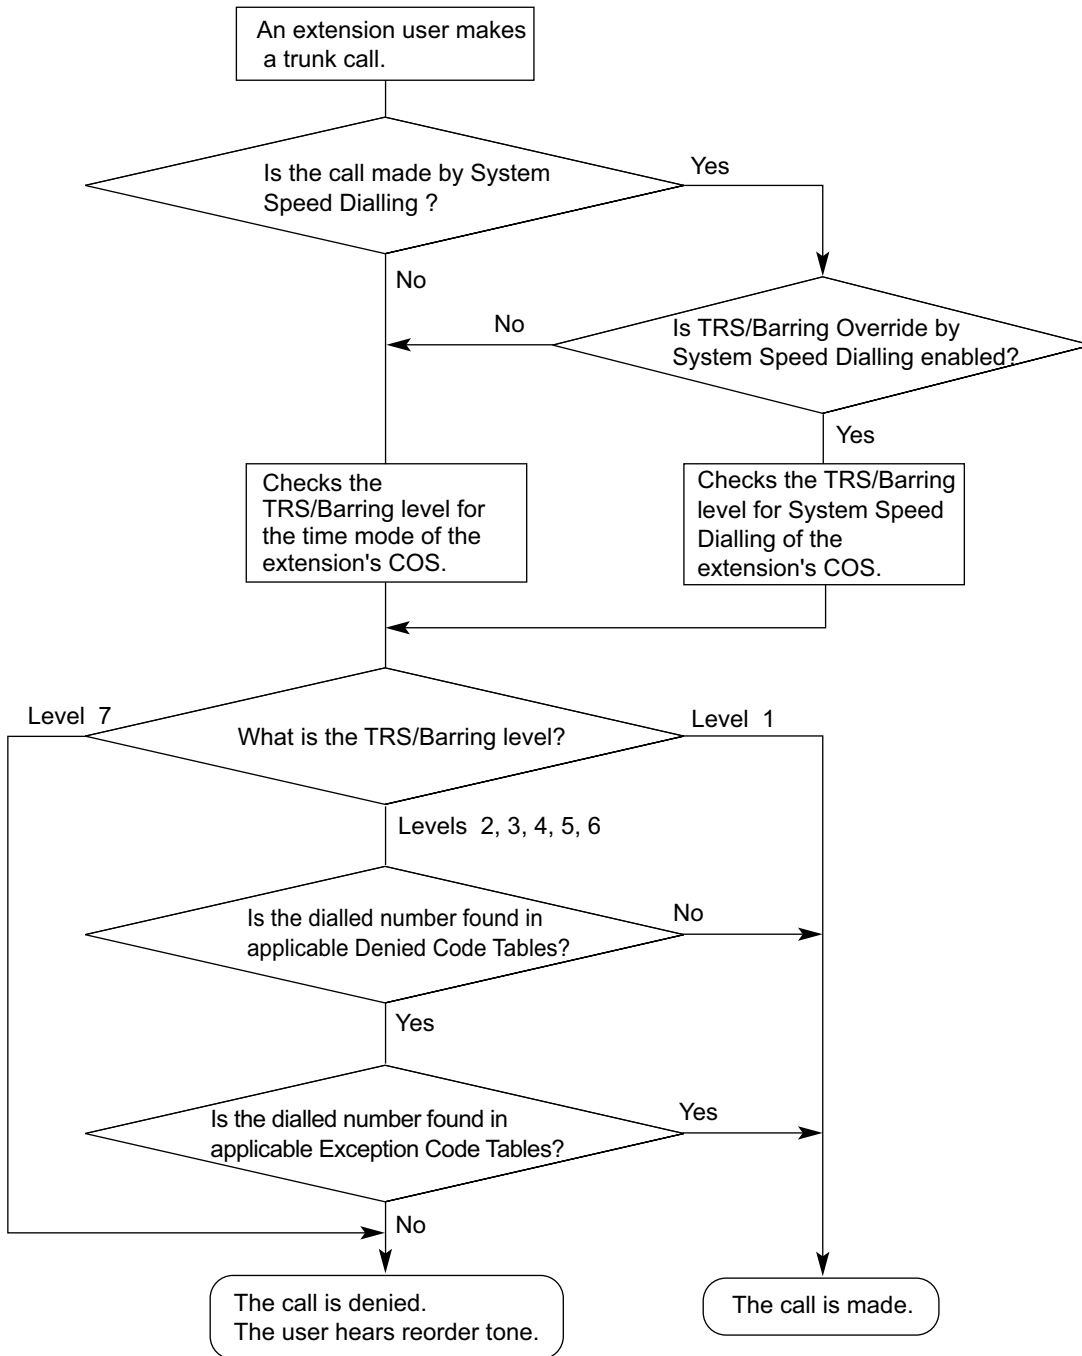 An extension user makes
a trunk call.
Is the call made by System
Speed Dialling ?
Yes
No
Is TRS/Barring Override by
System Speed Dialling enabled?
No
Yes
Checks the
TRS/Barring level for
the time mode of the
extension's COS.
Checks the TRS/Barring
level for System Speed
Dialling of the
extension's COS.
What is the TRS/Barring level?
Level 7
Level 1
Levels 2, 3, 4, 5, 6
Is the dialled number found in
applicable Denied Code Tables?
No
Yes
Is the dialled number found in
applicable Exception Code Tables?
Yes
No
The call is denied.
The user hears reorder tone.
The call is made.